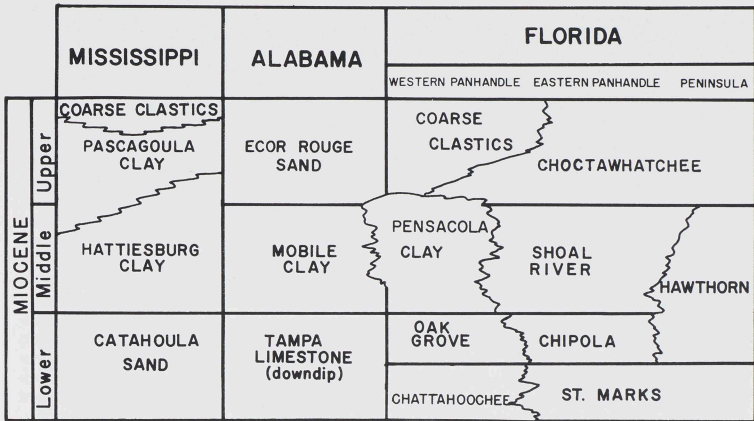 MISSISSIPPI
ALABAMA
FLORIDA
WESTERN PANHANDLE
EASTERN PANHANDLE
PENINSULA
MIOCENE
Upper
COARSE CLASTICS
PASCAGOULA
CLAY
ECOR ROUGE
SAND
COARSE
CLASTICS
CHOCTAWHATCHEE
Middle
HATTIESBURG
CLAY
MOBILE
CLAY
PENSACOLA
CLAY
SHOAL
RIVER
HAWTHORN
Lower
CATAHOULA
SAND
TAMPA
LIMESTONE
(downdip)
OAK
GROVE
CHIPOLA
CHATTAHOOCHEE
ST. MARKS